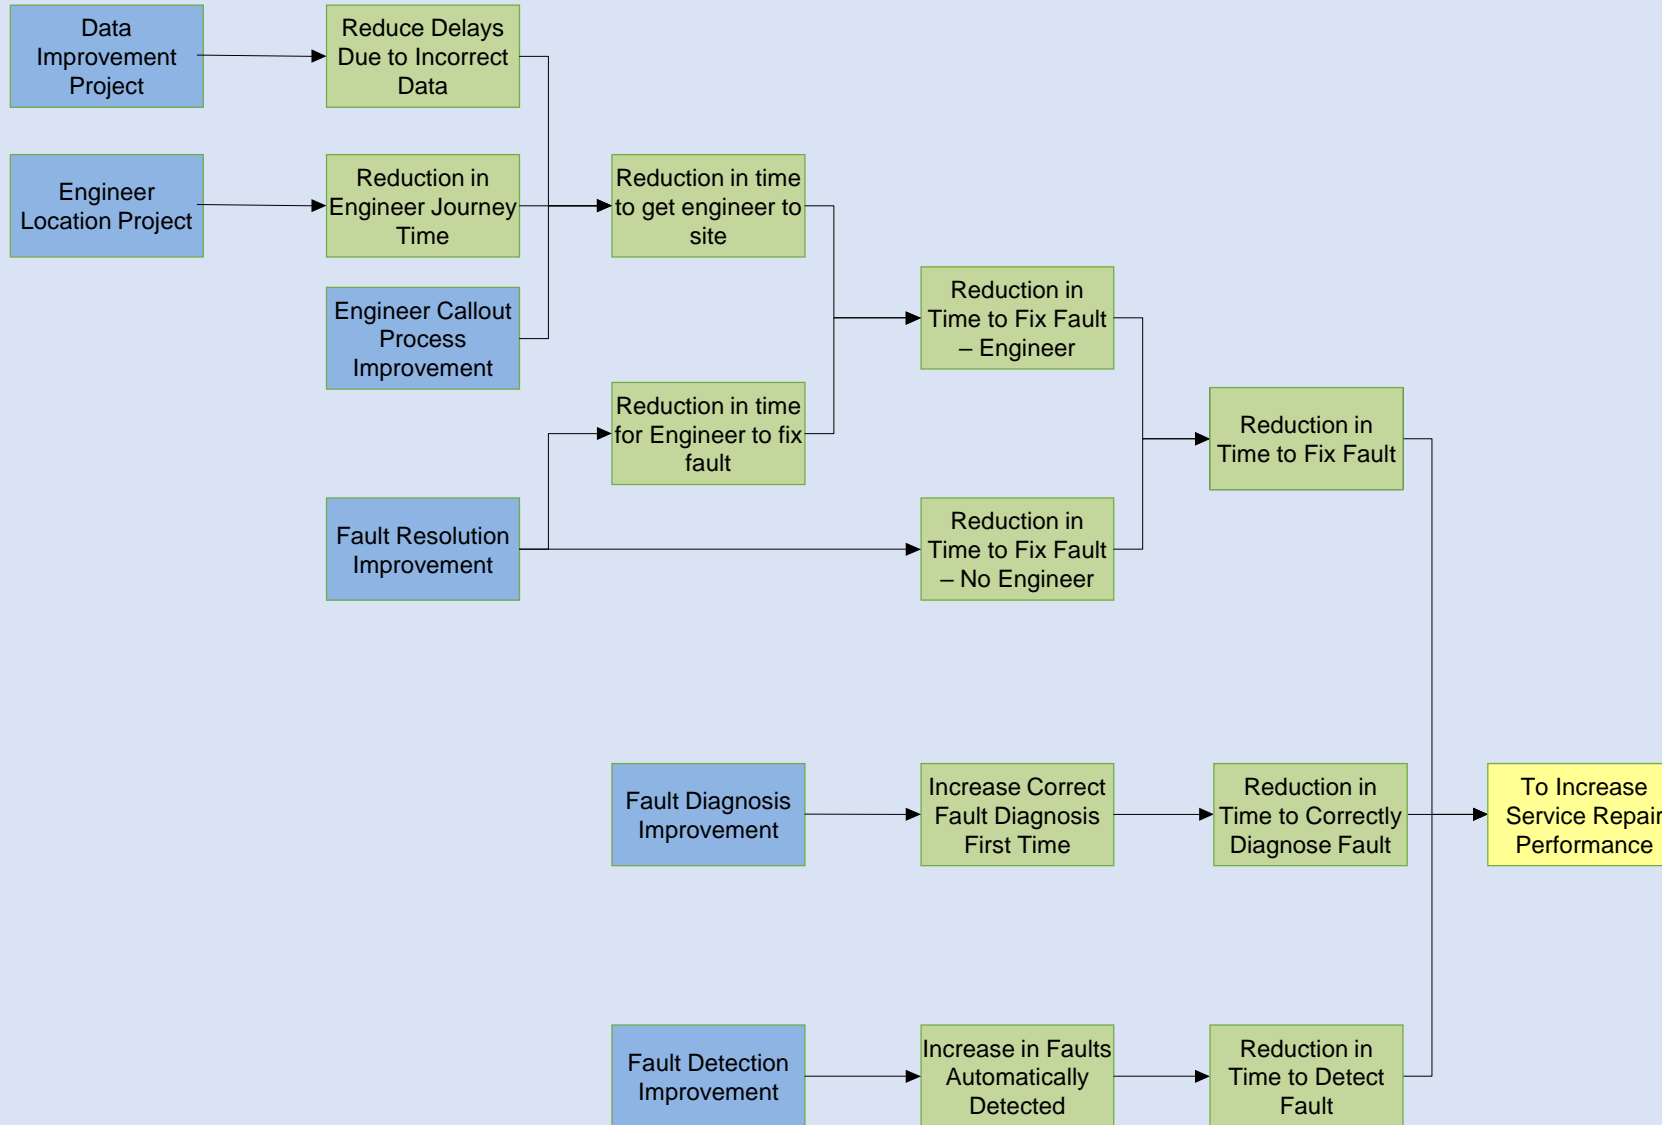 Data
Improvement
Project
Reduce Delays
Due to Incorrect
Data
Engineer
Location Project
Reduction in
Engineer Journey
Time
Reduction in time
to get engineer to
site
Engineer Callout
Process
Improvement
Reduction in
Time to Fix Fault
– Engineer
Reduction in time
for Engineer to fix
fault
Reduction in
Time to Fix Fault
Fault Resolution
Improvement
Reduction in
Time to Fix Fault
– No Engineer
Fault Diagnosis
Improvement
Increase Correct
Fault Diagnosis
First Time
Reduction in
Time to Correctly
Diagnose Fault
To Increase
Service Repair
Performance
Fault Detection
Improvement
Increase in Faults
Automatically
Detected
Reduction in
Time to Detect
Fault